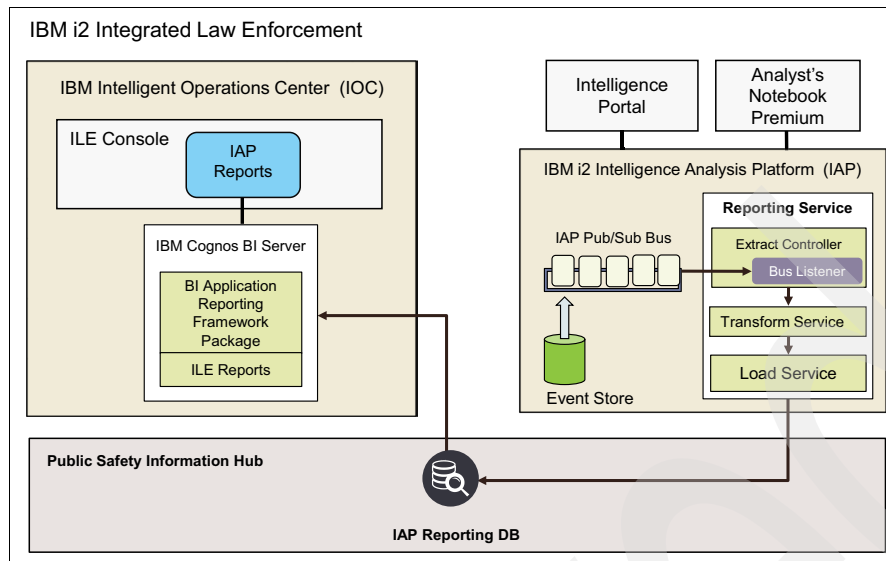 IBM i2 Integrated Law Enforcement
IBM Intelligent Operations Center (IOC)
ILE Console
IAP
Reports
IBM Cognos BI Server
BI Application
Reporting
Framework
Package
ILE Reports
Intelligence
Portal
Analyst's
Notebook
Premium
IBM i2 Intelligence Analysis Platform (IAP)
Reporting Service
IAP Pub/Sub Bus
Extract Controller
Bus Listener
Transform Service
Load Service
Event Store
Public Safety Information Hub
IAP Reporting DB